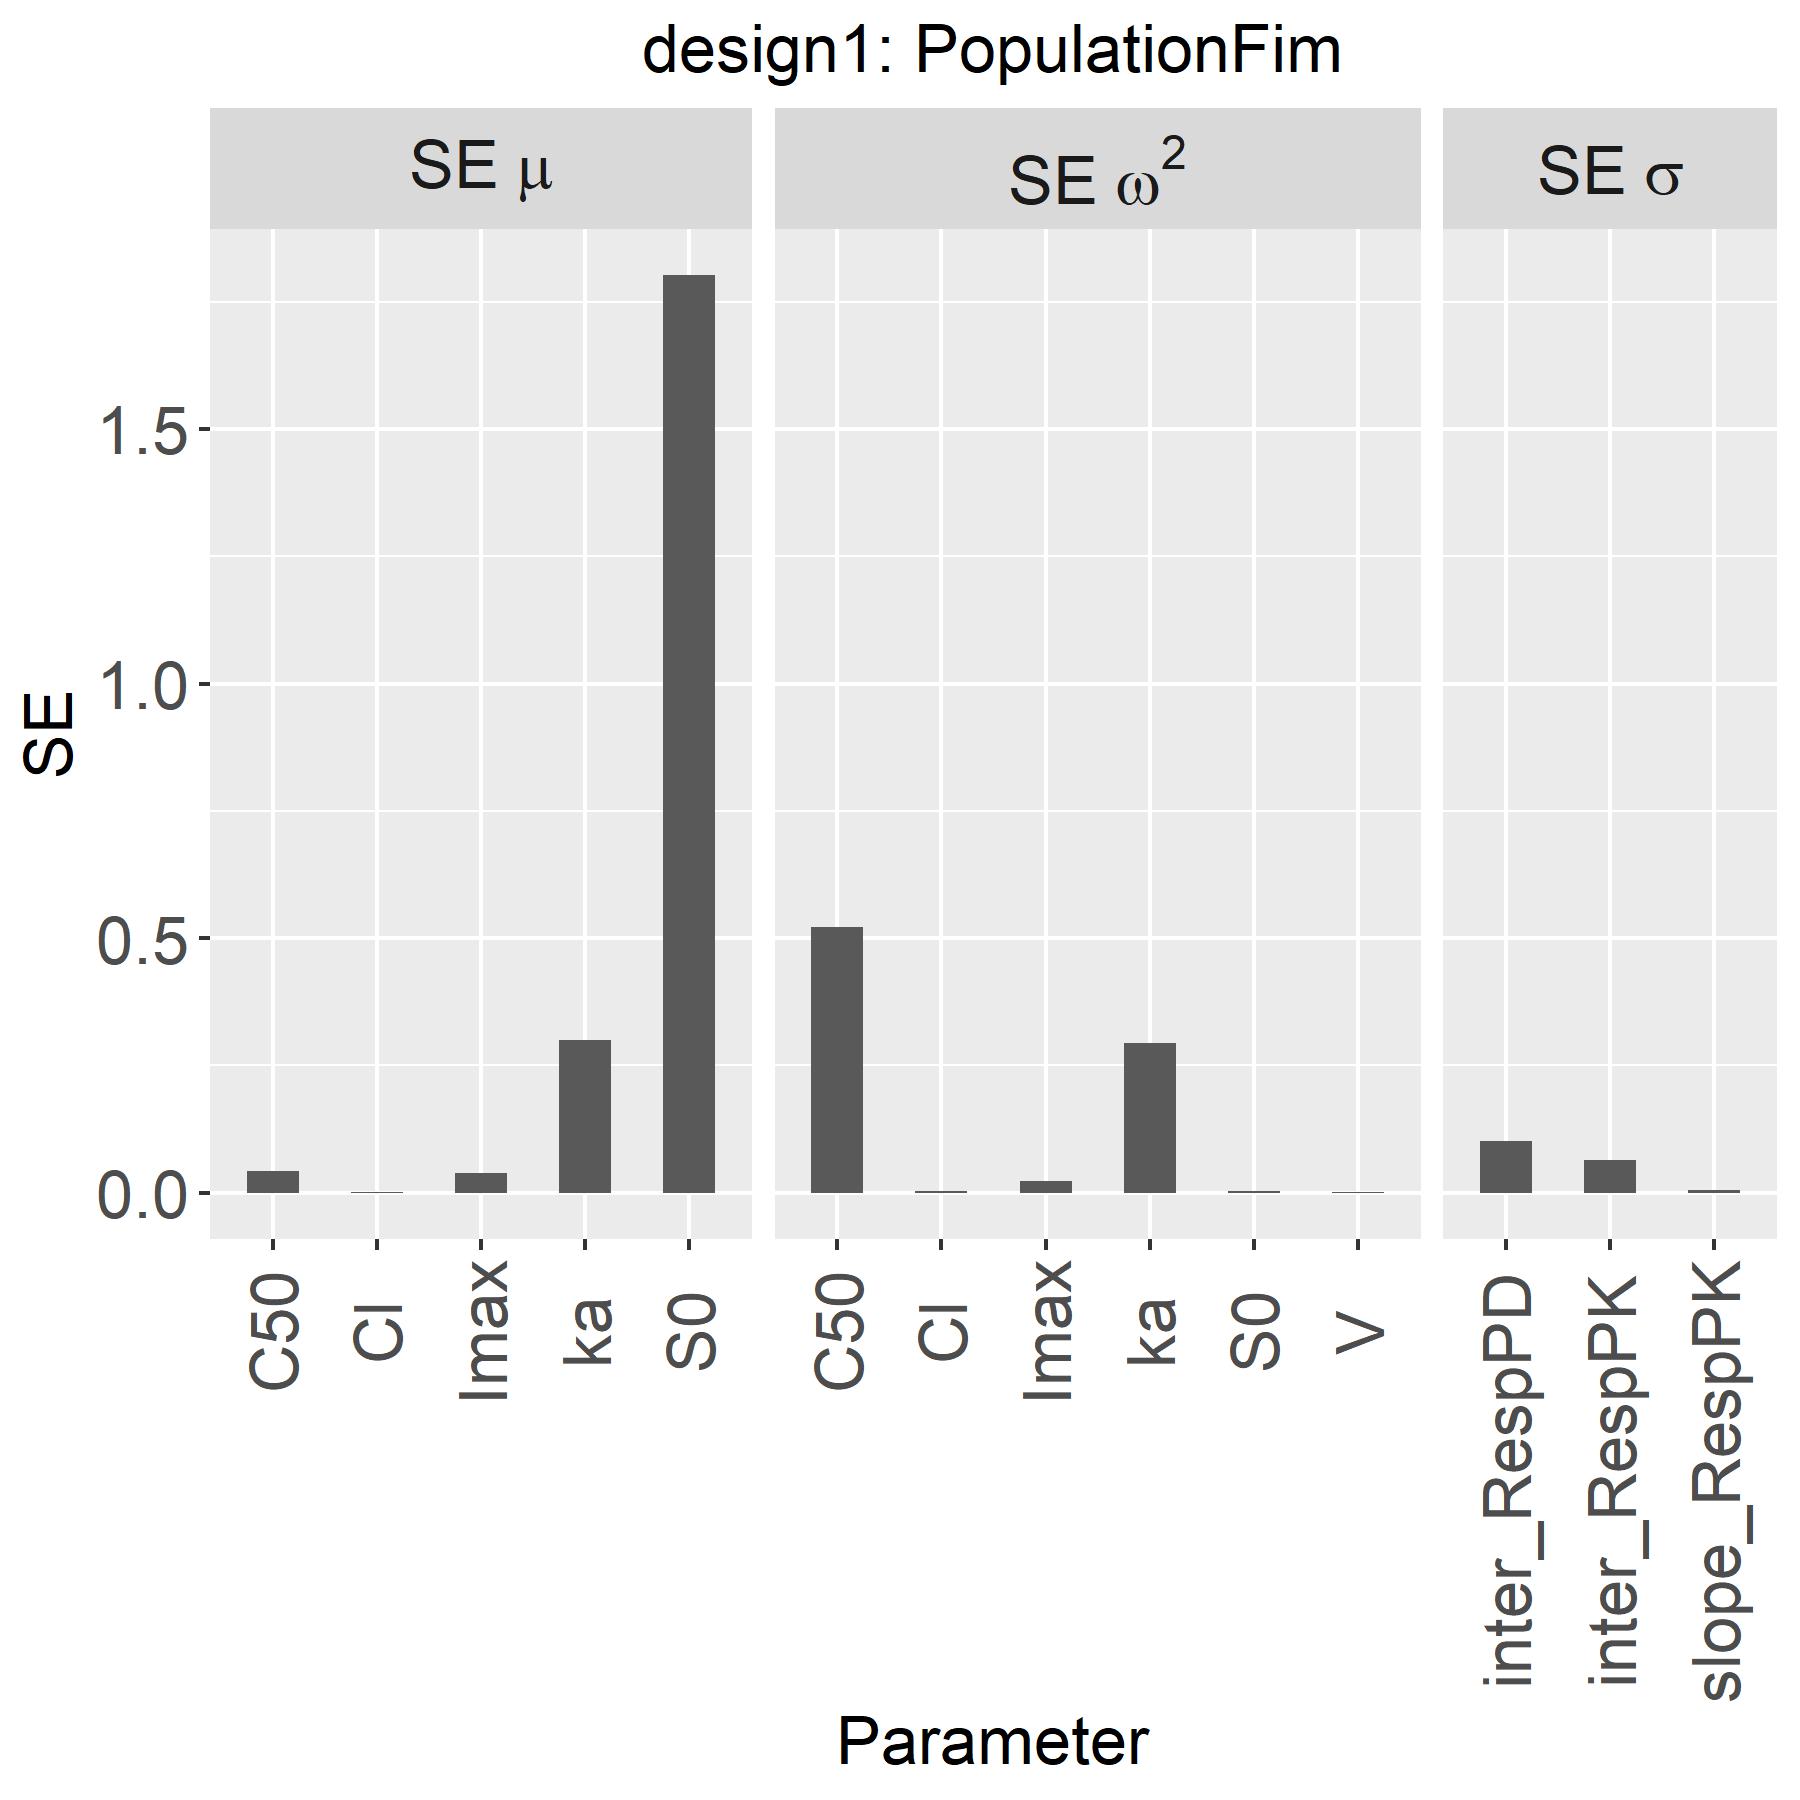 design1: PopulationFim
SE μ
SE ω²
SE σ
SE
1.5
1.0
0.5
0.0
C50
Cl
Imax
ka
S0
C50
Cl
Imax
ka
S0
V
inter_RespPD
inter_RespPK
slope_RespPK
Parameter